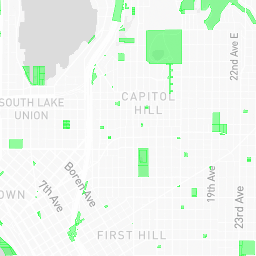 22nd Ave E
CAPITOL
HILL
SOUTH LAKE
UNION
Boren Ave
7th Ave
19th Ave
23rd Ave
OWN
FIRST HILL